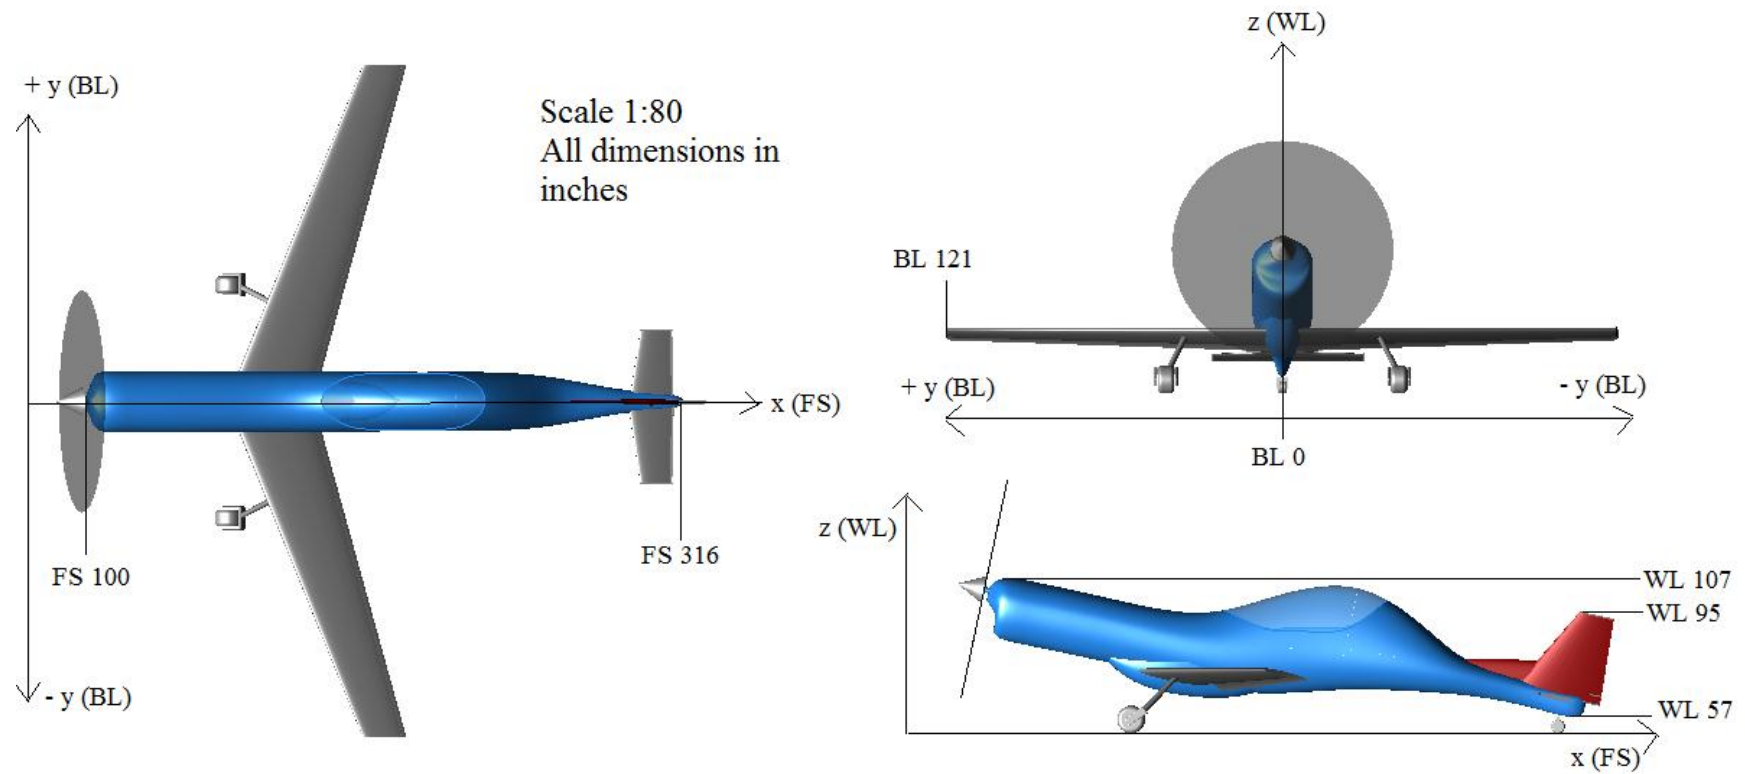 + y (BL)
Scale 1:80
All dimensions in
inches
x (FS)
FS 100
FS 316
- y (BL)
z (WL)
BL 121
+ y (BL)
- y (BL)
BL 0
z (WL)
WL 107
WL 95
WL 57
x (FS)